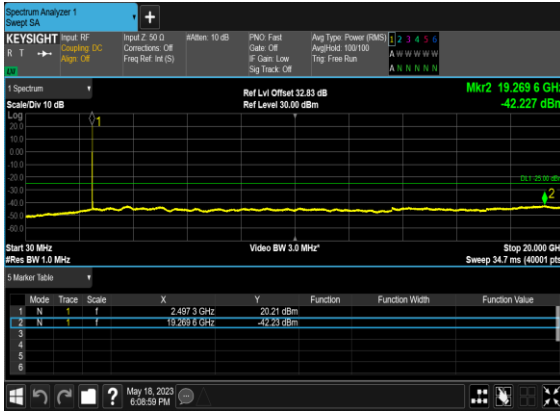 Spectrum Analyzer 1
Swept SA
KEYSIGHT Input: RF Input Z: 50 Ω #Atten: 10 dB PNO: Fast Avg Type: Power (RMS) 1 2 3 4 5 6
R T Coupling: DC Corrections: Off Gate: Off Avg|Hold: 100/100 A W W W W W
Align: Off Freq Ref: Int (S) IF Gain: Low Trig: Free Run
Sig Track: Off A N N N N N
1 Spectrum Ref Lvl Offset 32.83 dB Mkr2 19.269 6 GHz
Scale/Div 10 dB Ref Level 30.00 dBm -42.227 dBm
Log
20.0
10.0
0.00
-10.0
-20.0
-30.0
-40.0
-50.0
-60.0
1
DL1 -25.00 dBm
2
Start 30 MHz Video BW 3.0 MHz* Stop 20.000 GHz
#Res BW 1.0 MHz Sweep 34.7 ms (40001 pts)
5 Marker Table
Mode Trace Scale X Y Function Function Width Function Value
1 N 1 f 2.497 3 GHz 20.21 dBm
2 N 1 f 19.269 6 GHz -42.23 dBm
3
4
5
6
? May 18, 2023
6:08:59 PM